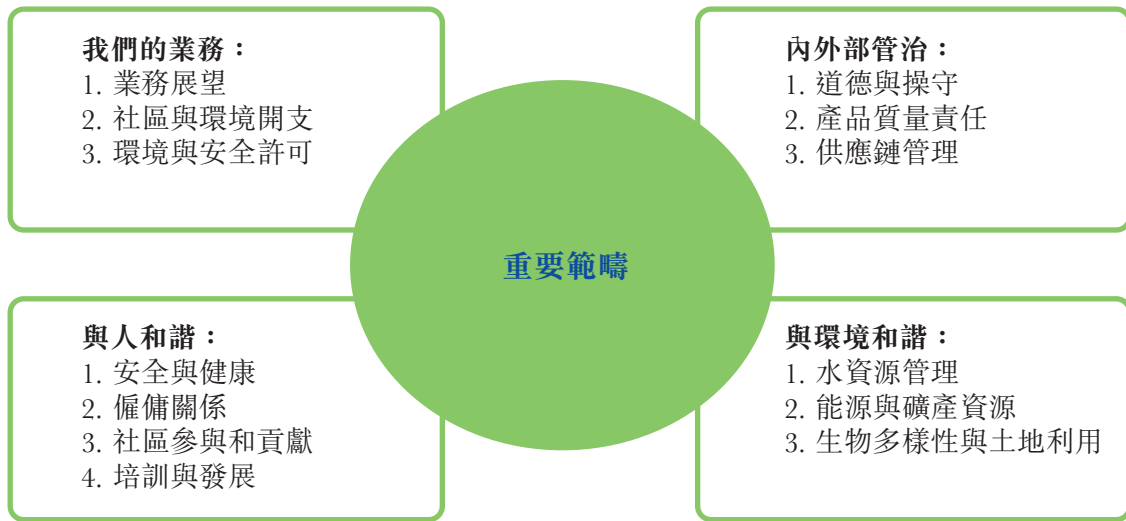 我們的業務：
1. 業務展望
2. 社區與環境開支
3. 環境與安全許可
內外部管治：
1. 道德與操守
2. 產品質量責任
3. 供應鏈管理
重要範疇
與人和諧：
1. 安全與健康
2. 僱傭關係
3. 社區參與和貢獻
4. 培訓與發展
與環境和諧：
1. 水資源管理
2. 能源與礦產資源
3. 生物多樣性與土地利用